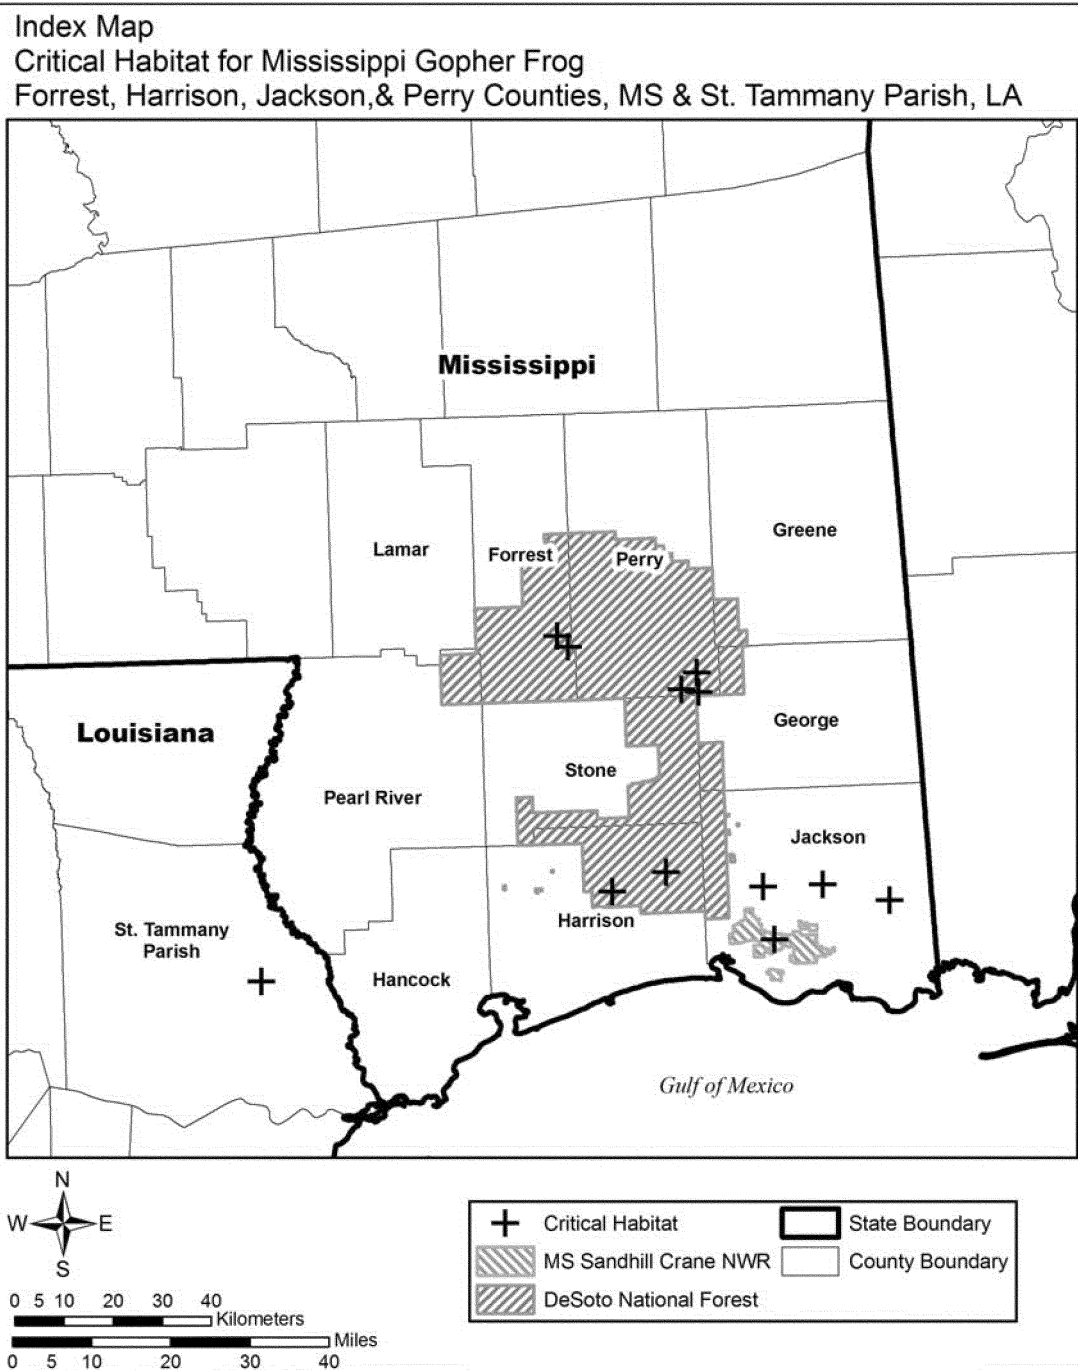 Index Map
Critical Habitat for Mississippi Gopher Frog
Forrest, Harrison, Jackson,& Perry Counties, MS & St. Tammany Parish, LA
Mississippi
Greene
Lamar
Forrest
Perry
Louisiana
George
Stone
Pearl River
Jackson
Harrison
St. Tammany
Parish
Hancock
Gulf of Mexico
N
W
E
S
0 5 10 20 30 40
Kilometers
Miles
0 5 10 20 30 40
Critical Habitat
State Boundary
MS Sandhill Crane NWR
County Boundary
DeSoto National Forest